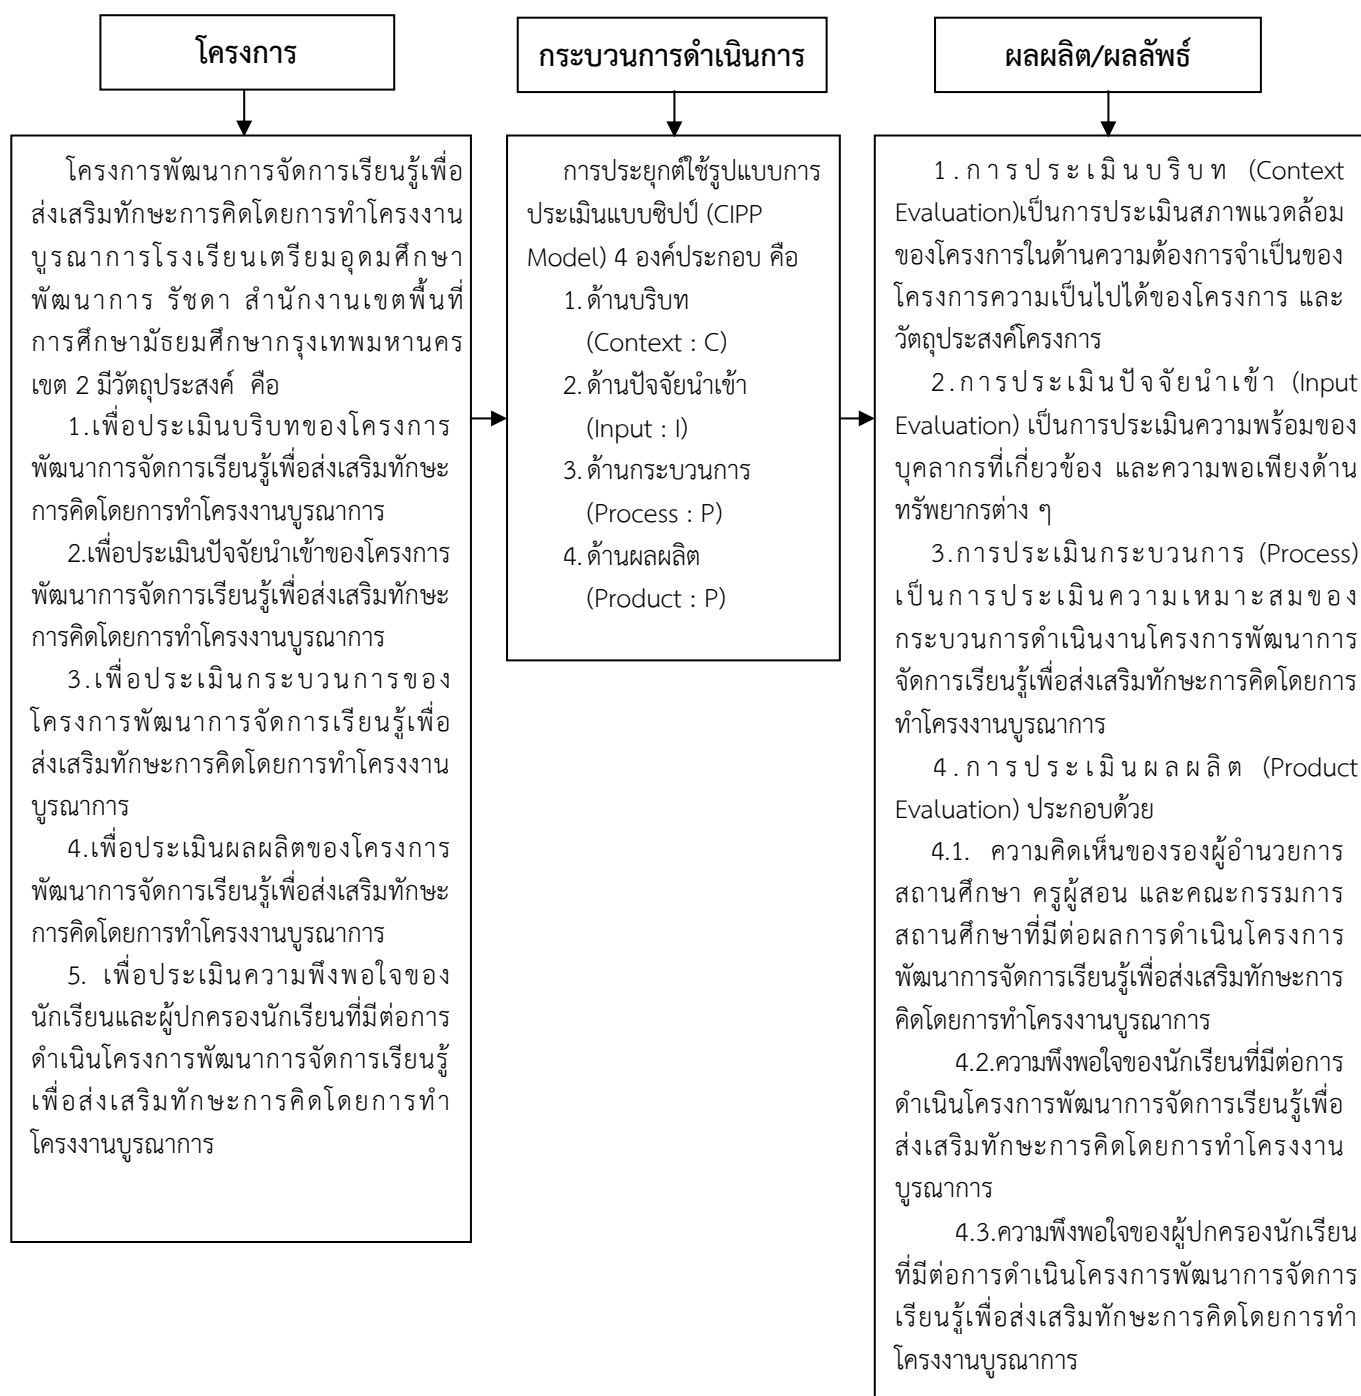 โครงการ
โครงการพัฒนาการจัดการเรียนรู้เพื่อ
ส่งเสริมทักษะการคิดโดยการทำโครงงาน
บูรณาการโรงเรียนเตรียมอุดมศึกษา
พัฒนาการ รัชดา สำนักงานเขตพื้นที่
การศึกษามัธยมศึกษากรุงเทพมหานคร
เขต 2 มีวัตถุประสงค์ คือ
1.เพื่อประเมินบริบทของโครงการ
พัฒนาการจัดการเรียนรู้เพื่อส่งเสริมทักษะ
การคิดโดยการทำโครงงานบูรณาการ
2.เพื่อประเมินปัจจัยนำเข้าของโครงการ
พัฒนาการจัดการเรียนรู้เพื่อส่งเสริมทักษะ
การคิดโดยการทำโครงงานบูรณาการ
3.เพื่อประเมินกระบวนการของ
โครงการพัฒนาการจัดการเรียนรู้เพื่อ
ส่งเสริมทักษะการคิดโดยการทำโครงงาน
บูรณาการ
4.เพื่อประเมินผลผลิตของโครงการ
พัฒนาการจัดการเรียนรู้เพื่อส่งเสริมทักษะ
การคิดโดยการทำโครงงานบูรณาการ
5. เพื่อประเมินความพึงพอใจของ
นักเรียนและผู้ปกครองนักเรียนที่มีต่อการ
ดำเนินโครงการพัฒนาการจัดการเรียนรู้
เพื่อส่งเสริมทักษะการคิดโดยการทำ
โครงงานบูรณาการ
กระบวนการดำเนินการ
การประยุกต์ใช้รูปแบบการ
ประเมินแบบซิปป์ (CIPP
Model) 4 องค์ประกอบ คือ
1. ด้านบริบท
(Context : C)
2. ด้านปัจจัยนำเข้า
(Input : I)
3. ด้านกระบวนการ
(Process : P)
4. ด้านผลผลิต
(Product : P)
ผลผลิต/ผลลัพธ์
1.การประเมินบริบท (Context
Evaluation)เป็นการประเมินสภาพแวดล้อม
ของโครงการในด้านความต้องการจำเป็นของ
โครงการความเป็นไปได้ของโครงการ และ
วัตถุประสงค์โครงการ
2.การประเมินปัจจัยนำเข้า (Input
Evaluation) เป็นการประเมินความพร้อมของ
บุคลากรที่เกี่ยวข้อง และความพอเพียงด้าน
ทรัพยากรต่าง ๆ
3.การประเมินกระบวนการ (Process)
เป็นการประเมินความเหมาะสมของ
กระบวนการดำเนินงานโครงการพัฒนาการ
จัดการเรียนรู้เพื่อส่งเสริมทักษะการคิดโดยการ
ทำโครงงานบูรณาการ
4.การประเมินผลผลิต (Product
Evaluation) ประกอบด้วย
4.1. ความคิดเห็นของรองผู้อำนวยการ
สถานศึกษา ครูผู้สอน และคณะกรรมการ
สถานศึกษาที่มีต่อผลการดำเนินโครงการ
พัฒนาการจัดการเรียนรู้เพื่อส่งเสริมทักษะการ
คิดโดยการทำโครงงานบูรณาการ
4.2.ความพึงพอใจของนักเรียนที่มีต่อการ
ดำเนินโครงการพัฒนาการจัดการเรียนรู้เพื่อ
ส่งเสริมทักษะการคิดโดยการทำโครงงาน
บูรณาการ
4.3.ความพึงพอใจของผู้ปกครองนักเรียน
ที่มีต่อการดำเนินโครงการพัฒนาการจัดการ
เรียนรู้เพื่อส่งเสริมทักษะการคิดโดยการทำ
โครงงานบูรณาการ